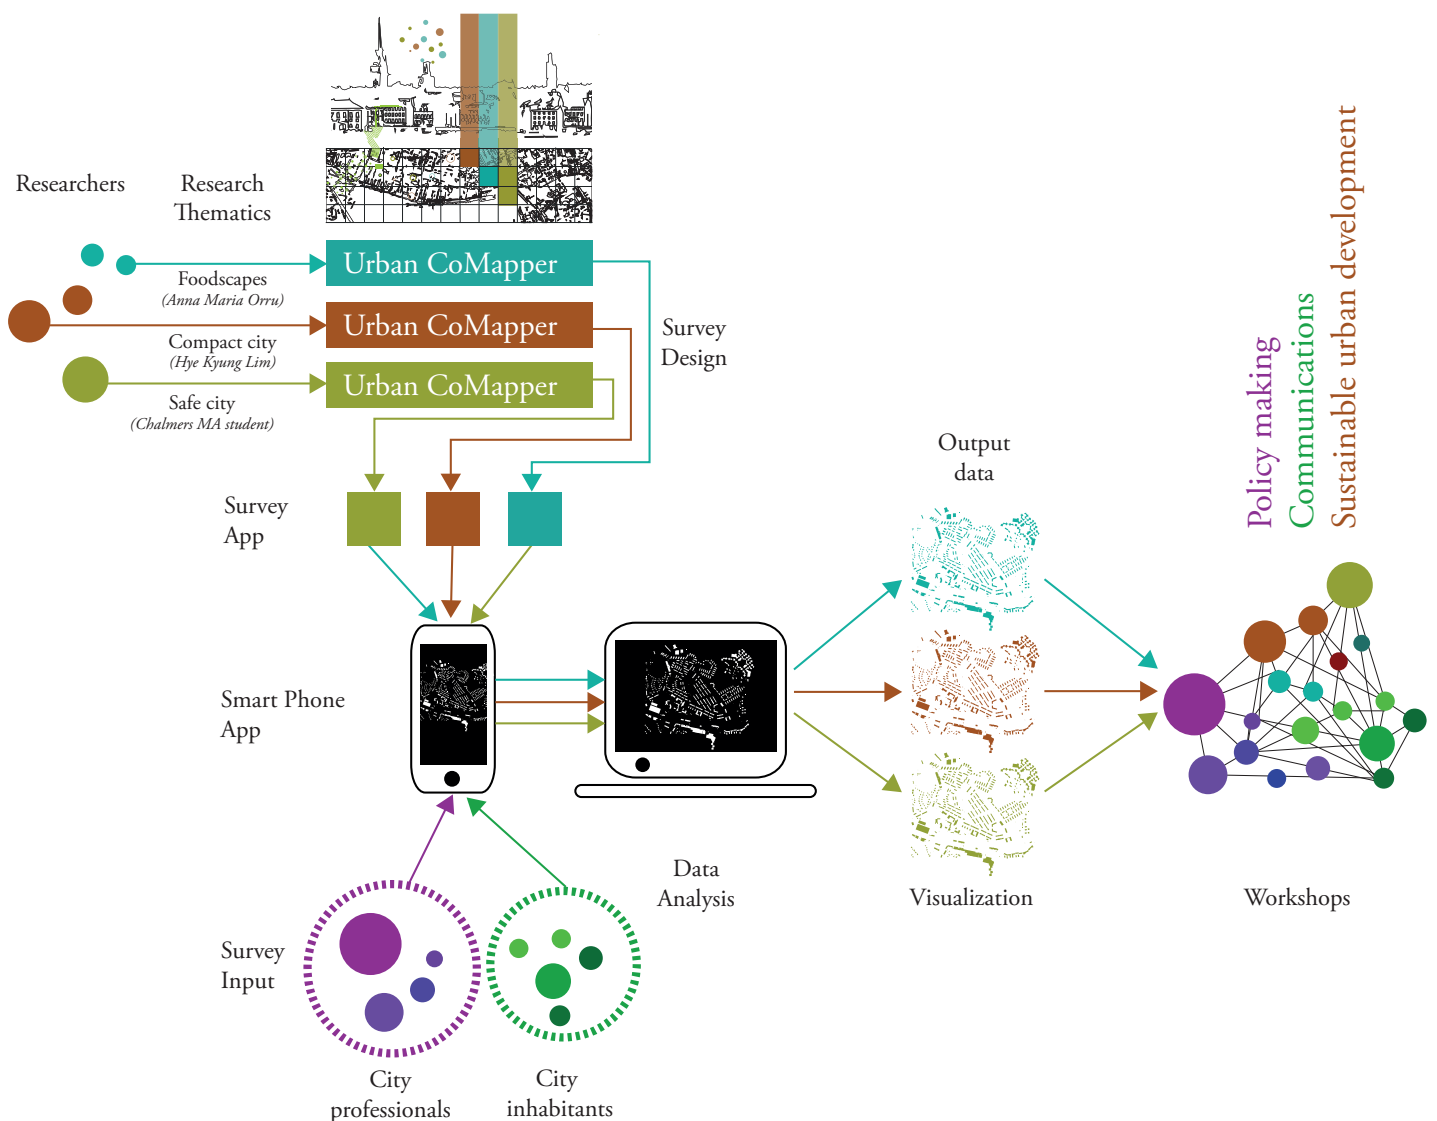 Researchers
Research
Thematics
Urban CoMapper
Foodscapes
(Anna Maria Orru)
Urban CoMapper
Compact city
(Hye Kyung Lim)
Urban CoMapper
Safe city
(Chalmers MA student)
Survey
Design
Survey
App
Smart Phone
App
Data
Analysis
Survey
Input
City
professionals
City
inhabitants
Output
data
Visualization
Policy making
Communications
Sustainable urban development
Workshops